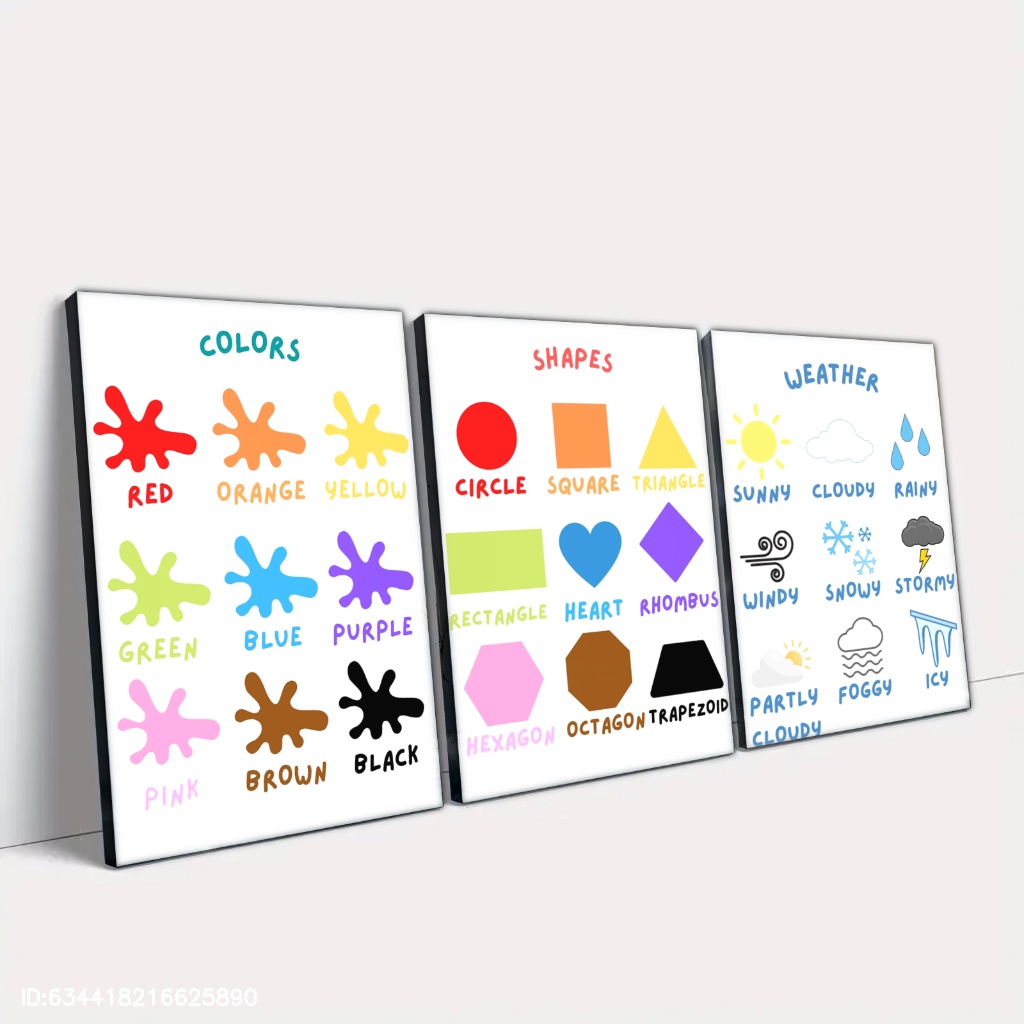 COLORS
RED ORANGE YELLOW
GREEN BLUE PURPLE
PINK BROWN BLACK
SHAPES
CIRCLE SQUARE TRIANGLE
RECTANGLE HEART RHOMBUS
HEXAGON OCTAGON TRAPEZOID
WEATHER
SUNNY CLOUDY RAINY
WINDY SNOWY STORMY
PARTLY CLOUDY FOGGY ICY
ID:634418216625890